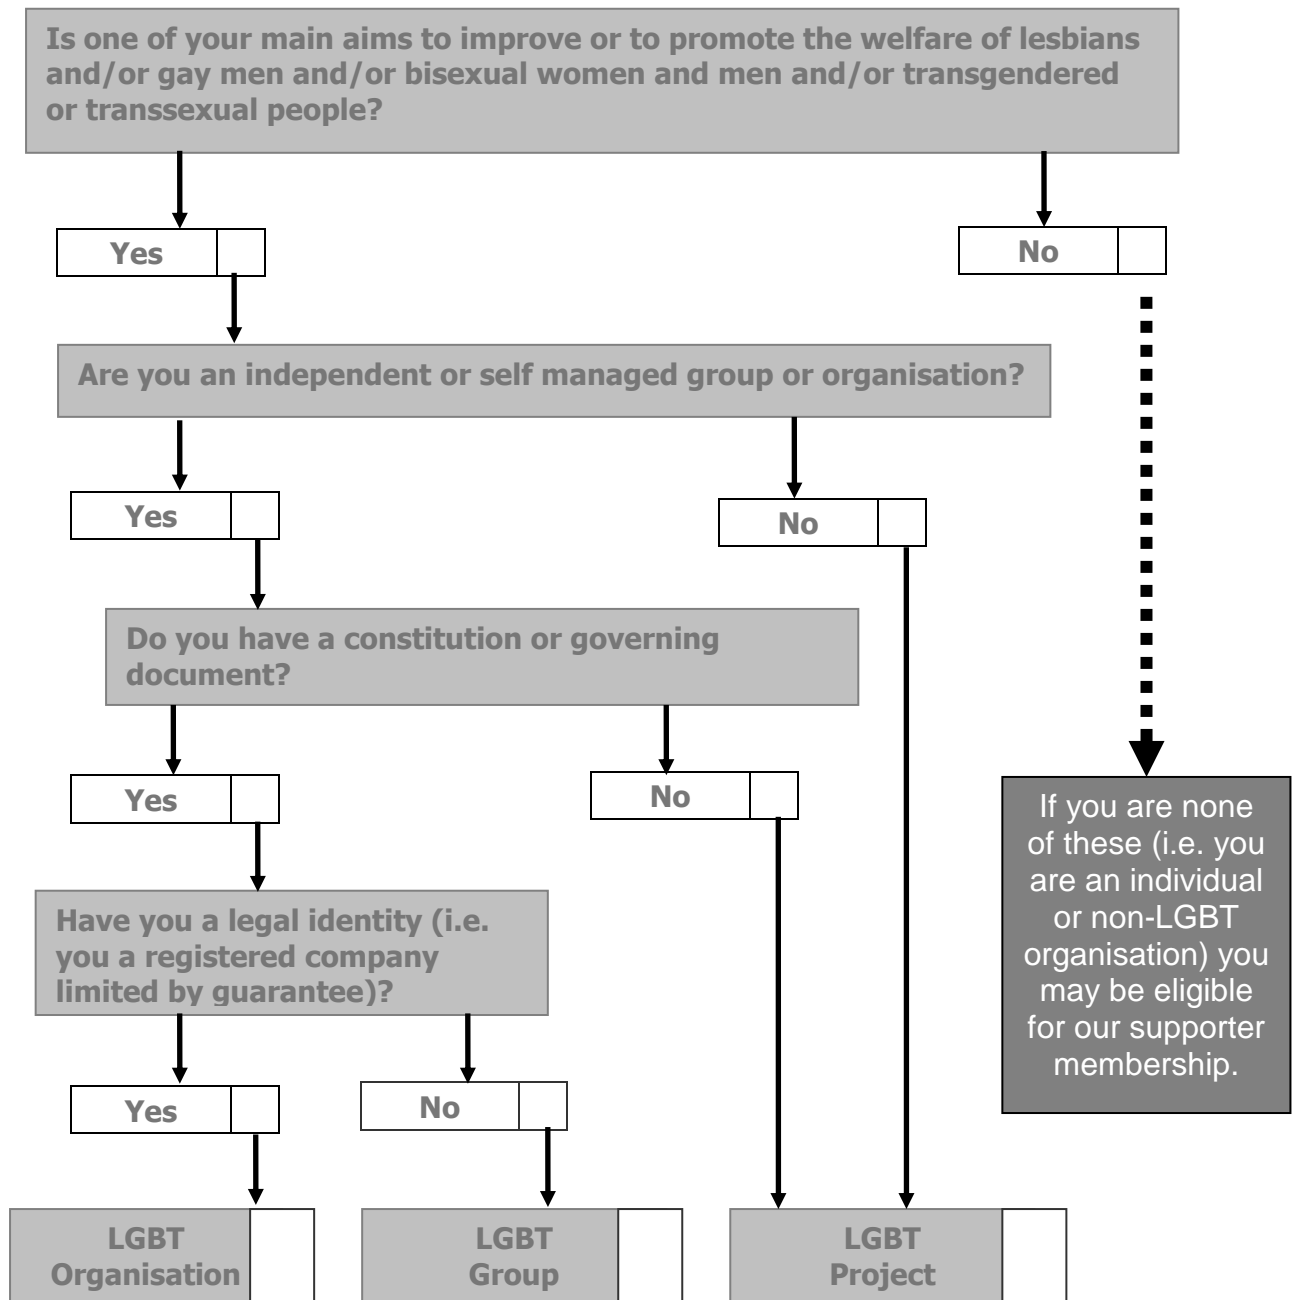 Is one of your main aims to improve or to promote the welfare of lesbians
and/or gay men and/or bisexual women and men and/or transgendered
or transsexual people?
Yes
No
Are you an independent or self managed group or organisation?
Yes
No
Do you have a constitution or governing
document?
Yes
No
If you are none
of these (i.e. you
are an individual
or non-LGBT
organisation) you
may be eligible
for our supporter
membership.
Have you a legal identity (i.e.
you a registered company
limited by guarantee)?
Yes
No
LGBT
Organisation
LGBT
Group
LGBT
Project